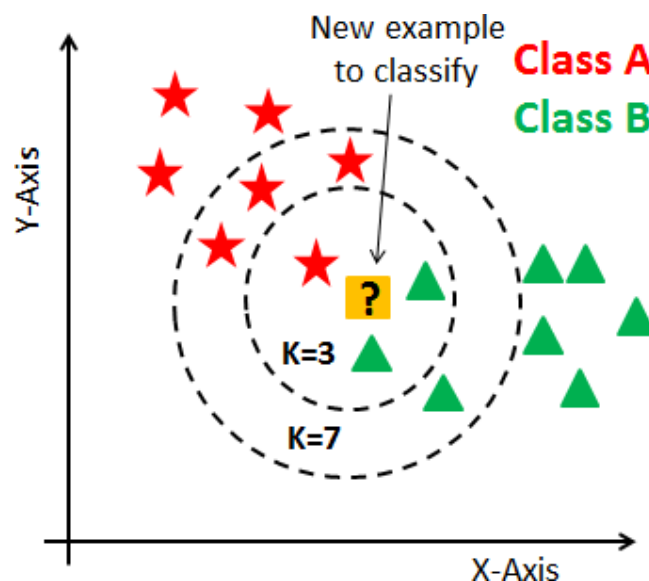 New example
to classify
Class A
Class B
Y-Axis
?
K=3
K=7
X-Axis